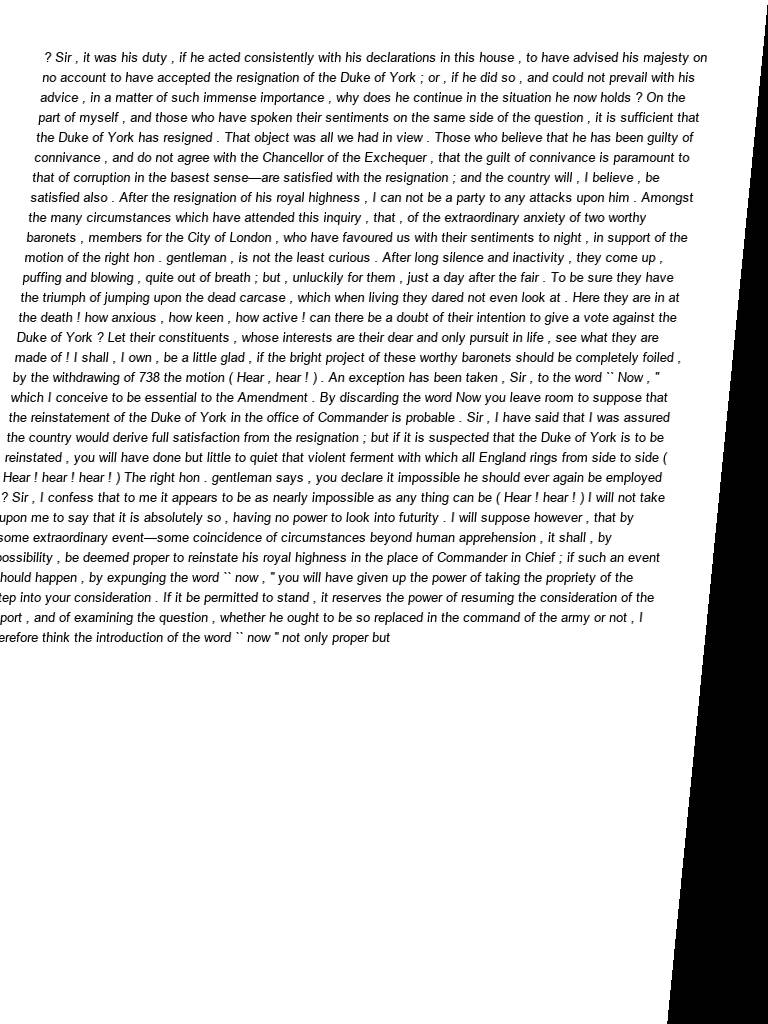 ? Sir , it was his duty , if he acted consistently with his declarations in this house , to have advised his majesty on
no account to have accepted the resignation of the Duke of York ; or , if he did so , and could not prevail with his
advice , in a matter of such immense importance , why does he continue in the situation he now holds ? On the
part of myself , and those who have spoken their sentiments on the same side of the question , it is sufficient that
the Duke of York has resigned . That object was all we had in view . Those who believe that he has been guilty of
connivance , and do not agree with the Chancellor of the Exchequer , that the guilt of connivance is paramount to
that of corruption in the basest sense—are satisfied with the resignation ; and the country will , I believe , be
satisfied also . After the resignation of his royal highness , I can not be a party to any attacks upon him . Amongst
the many circumstances which have attended this inquiry , that , of the extraordinary anxiety of two worthy
baronets , members for the City of London , who have favoured us with their sentiments to night , in support of the
motion of the right hon . gentleman , is not the least curious . After long silence and inactivity , they come up ,
puffing and blowing , quite out of breath ; but , unluckily for them , just a day after the fair . To be sure they have
the triumph of jumping upon the dead carcase , which when living they dared not even look at . Here they are in at
the death ! how anxious , how keen , how active ! can there be a doubt of their intention to give a vote against the
Duke of York ? Let their constituents , whose interests are their dear and only pursuit in life , see what they are
made of ! I shall , I own , be a little glad , if the bright project of these worthy baronets should be completely foiled ,
by the withdrawing of 738 the motion ( Hear , hear ! ) . An exception has been taken , Sir , to the word `` Now , ''
which I conceive to be essential to the Amendment . By discarding the word Now you leave room to suppose that
the reinstatement of the Duke of York in the office of Commander is probable . Sir , I have said that I was assured
the country would derive full satisfaction from the resignation ; but if it is suspected that the Duke of York is to be
reinstated , you will have done but little to quiet that violent ferment with which all England rings from side to side (
Hear ! hear ! hear ! ) The right hon . gentleman says , you declare it impossible he should ever again be employed
? Sir , I confess that to me it appears to be as nearly impossible as any thing can be ( Hear ! hear ! ) I will not take
upon me to say that it is absolutely so , having no power to look into futurity . I will suppose however , that by
some extraordinary event—some coincidence of circumstances beyond human apprehension , it shall , by
possibility , be deemed proper to reinstate his royal highness in the place of Commander in Chief ; if such an event
hould happen , by expunging the word `` now , '' you will have given up the power of taking the propriety of the
tep into your consideration . If it be permitted to stand , it reserves the power of resuming the consideration of the
port , and of examining the question , whether he ought to be so replaced in the command of the army or not , I
erefore think the introduction of the word `` now '' not only proper but